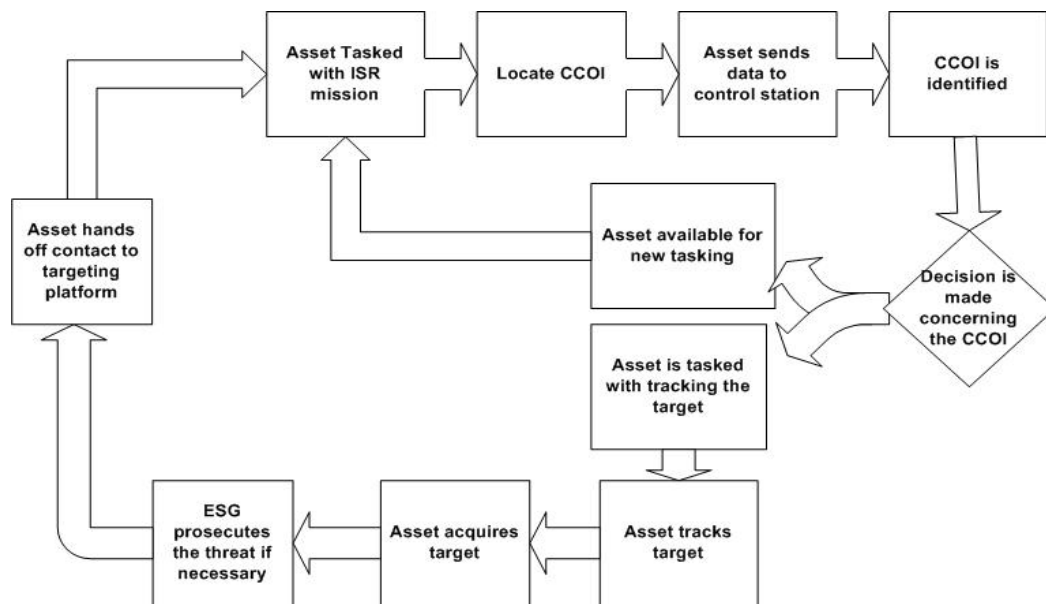 Asset Tasked
with ISR
mission
Locate CCOI
Asset sends
data to
control station
CCOI is
identified
Asset hands
off contact to
targeting
platform
Asset available for
new tasking
Decision is
made
concerning
the CCOI
Asset is tasked
with tracking the
target
ESG
prosecutes
the threat if
necessary
Asset acquires
target
Asset tracks
target